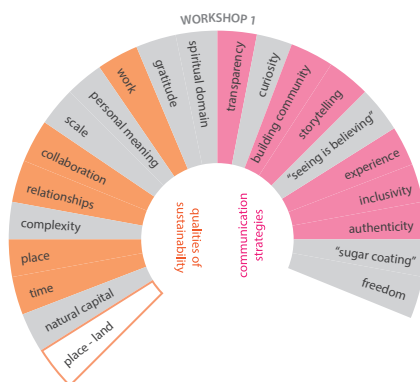 WORKSHOP 1
place - land
natural capital
time
place
complexity
relationships
collaboration
scale
personal meaning
work
gratitude
spiritual domain
transparency
curiosity
building community
storytelling
"seeing is believing"
experience
inclusivity
authenticity
"sugar coating"
freedom
qualities of
sustainability
communication
strategies